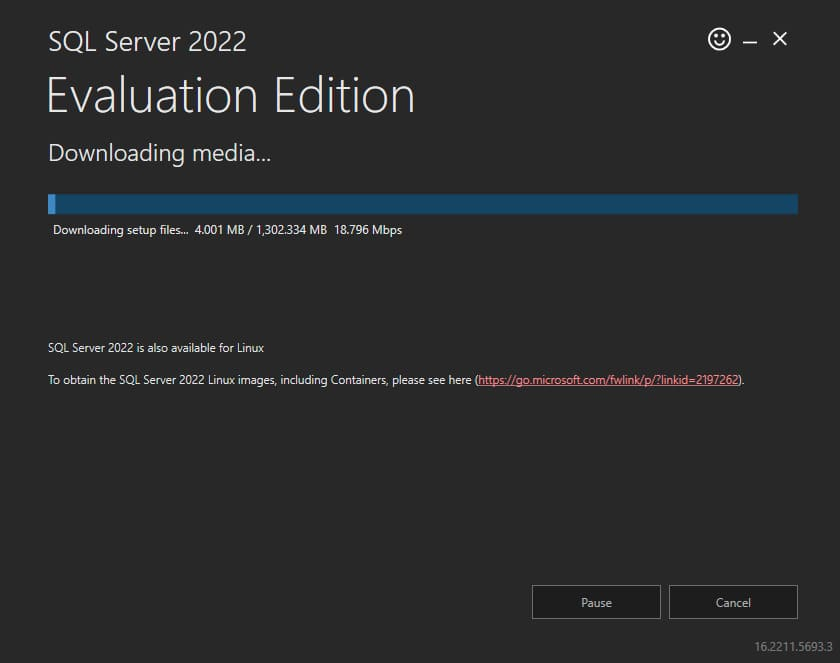 SQL Server 2022
Evaluation Edition
Downloading media...
Downloading setup files... 4.001 MB / 1,302.334 MB 18.796 Mbps
SQL Server 2022 is also available for Linux
To obtain the SQL Server 2022 Linux images, including Containers, please see here (https://go.microsoft.com/fwlink/p/?linkid=2197262).
Pause
Cancel
16.2211.5693.3